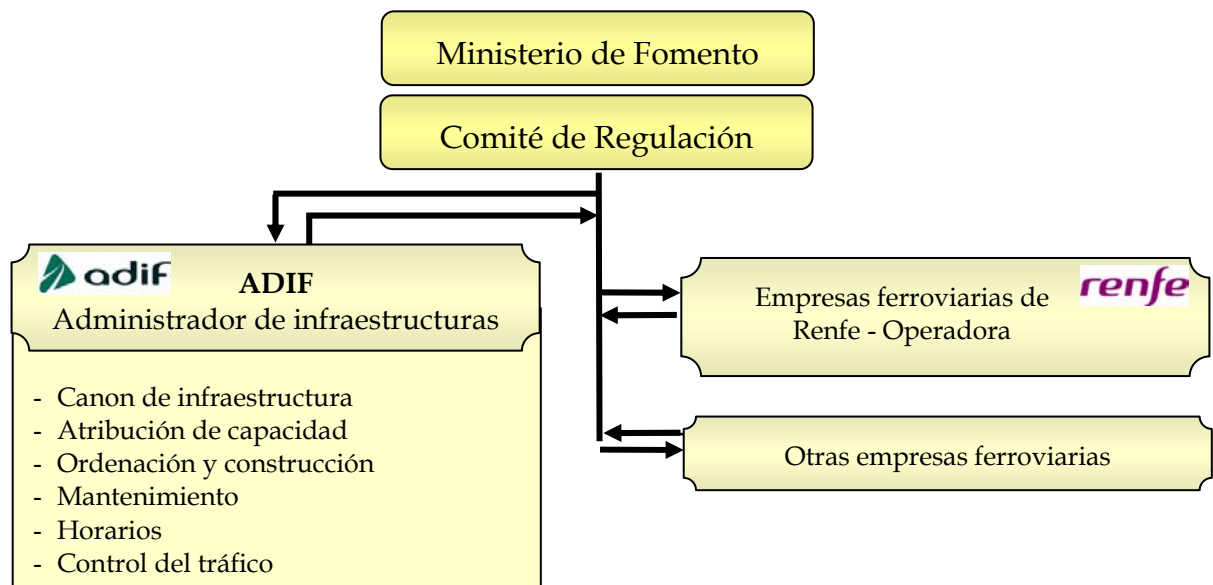 Ministerio de Fomento
Comité de Regulación
adif
ADIF
Administrador de infraestructuras
- Canon de infraestructura
- Atribución de capacidad
- Ordenación y construcción
- Mantenimiento
- Horarios
- Control del tráfico
renfe
Empresas ferroviarias de
Renfe - Operadora
Otras empresas ferroviarias